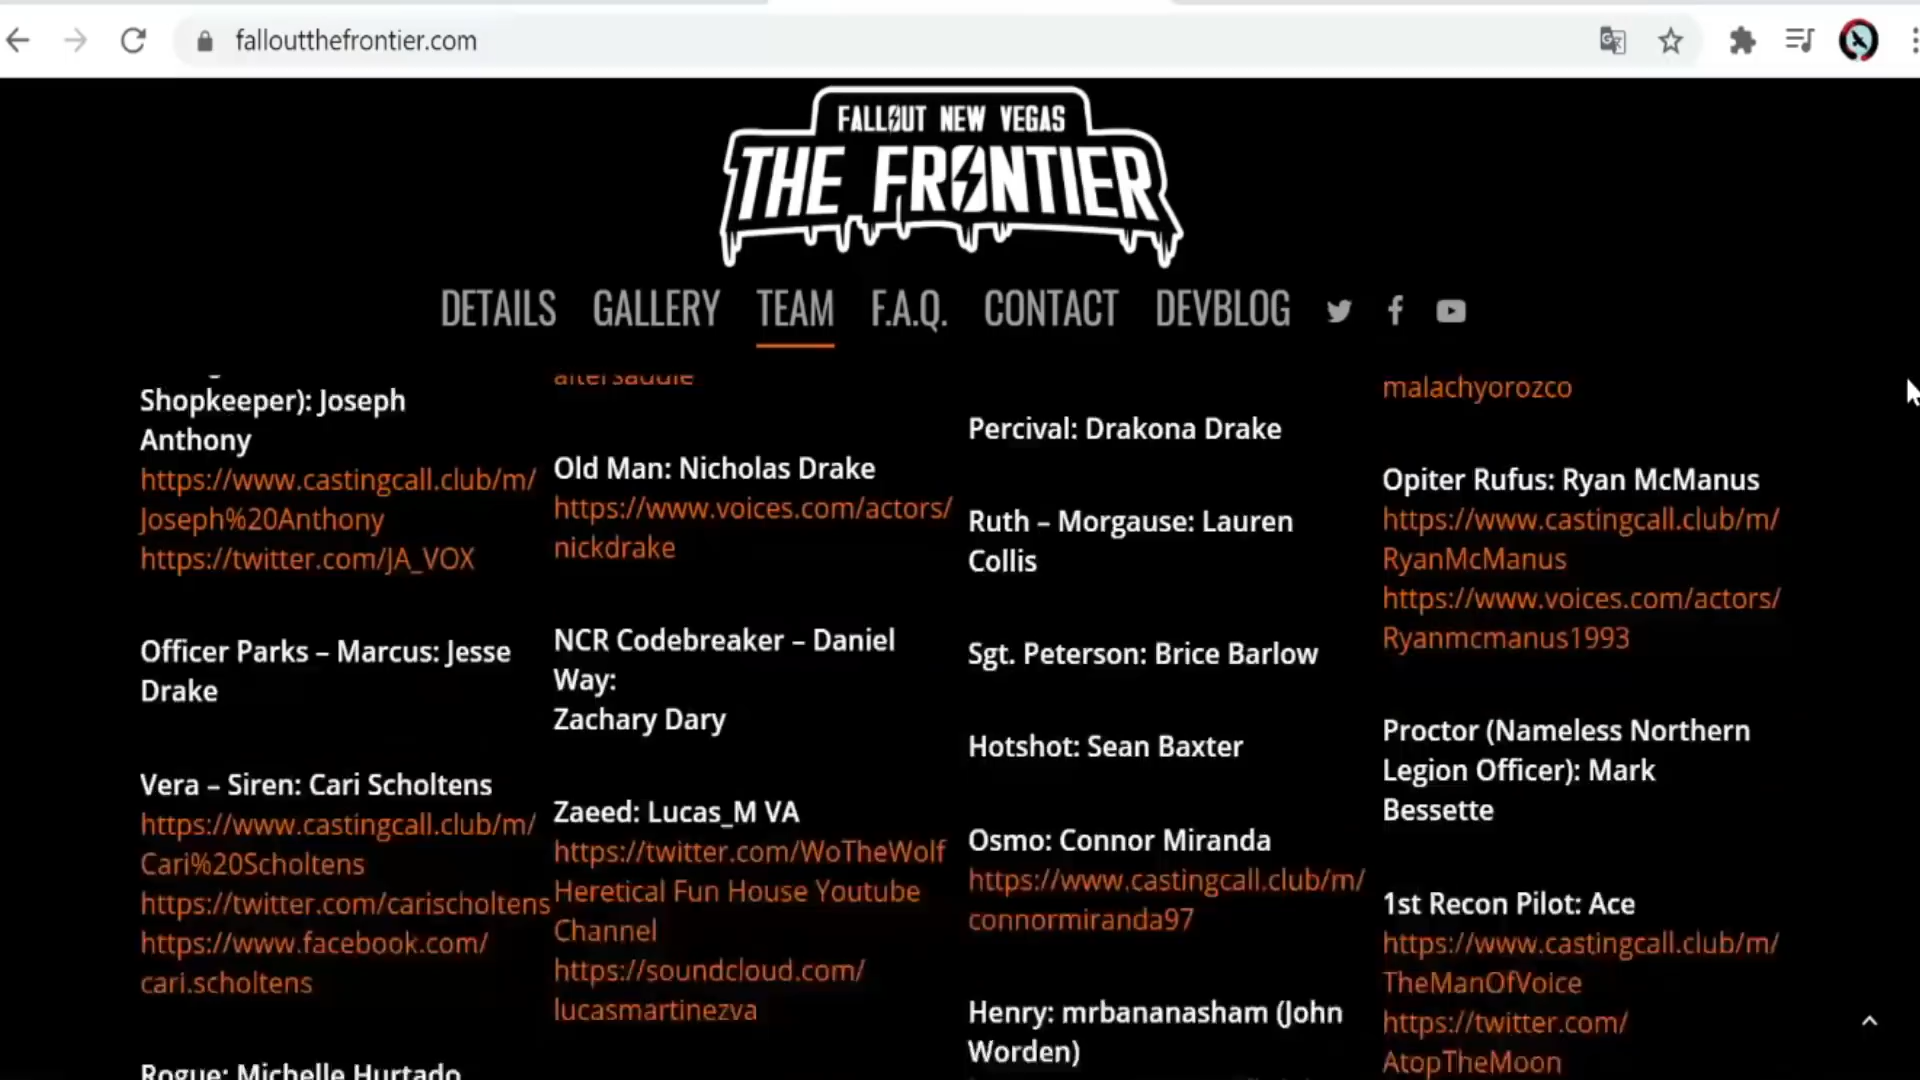 falloutthefrontier.com
FALLOUT NEW VEGAS
THE FRONTIER
DETAILS GALLERY TEAM F.A.Q. CONTACT DEVBLOG
Shopkeeper): Joseph
Anthony
https://www.castingcall.club/m/
Joseph%20Anthony
https://twitter.com/JA_VOX
Officer Parks – Marcus: Jesse
Drake
Vera – Siren: Cari Scholtens
https://www.castingcall.club/m/
Cari%20Scholtens
https://twitter.com/carischoltens
https://www.facebook.com/
cari.scholtens
Rogue: Michelle Hurtado
aftersaddle
Old Man: Nicholas Drake
https://www.voices.com/actors/
nickdrake
NCR Codebreaker – Daniel
Way:
Zachary Dary
Zaeed: Lucas_M VA
https://twitter.com/WoTheWolf
Heretical Fun House Youtube
Channel
https://soundcloud.com/
lucasmartinezva
Percival: Drakona Drake
Ruth – Morgause: Lauren
Collis
Sgt. Peterson: Brice Barlow
Hotshot: Sean Baxter
Osmo: Connor Miranda
https://www.castingcall.club/m/
connormiranda97
Henry: mrbananasham (John
Worden)
malachyorozco
Opiter Rufus: Ryan McManus
https://www.castingcall.club/m/
RyanMcManus
https://www.voices.com/actors/
Ryanmcmanus1993
Proctor (Nameless Northern
Legion Officer): Mark
Bessette
1st Recon Pilot: Ace
https://www.castingcall.club/m/
TheManOfVoice
https://twitter.com/
AtopTheMoon